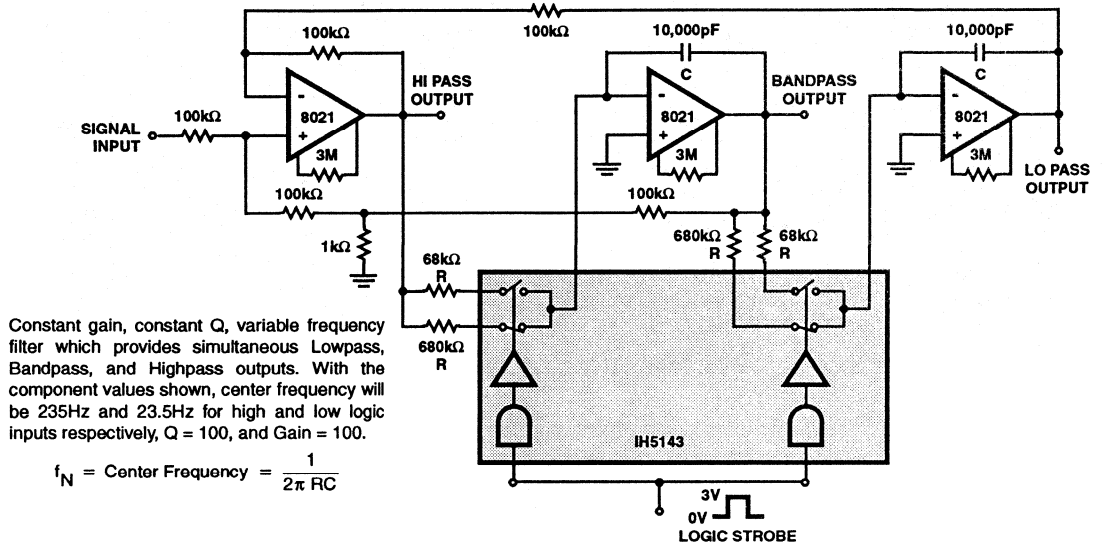 100kΩ
100kΩ
10,000pF
C
10,000pF
C
HI PASS
OUTPUT
BANDPASS
OUTPUT
SIGNAL
INPUT
100kΩ
-
8021
+
3M
-
8021
+
3M
-
8021
+
3M
LO PASS
OUTPUT
100kΩ
100kΩ
1kΩ
68kΩ
R
680kΩ
R
680kΩ
R
68kΩ
R
IH5143
3V
0V
LOGIC STROBE
Constant gain, constant Q, variable frequency
filter which provides simultaneous Lowpass,
Bandpass, and Highpass outputs. With the
component values shown, center frequency will
be 235Hz and 23.5Hz for high and low logic
inputs respectively, Q = 100, and Gain = 100.
fN = Center Frequency = 1
2π RC